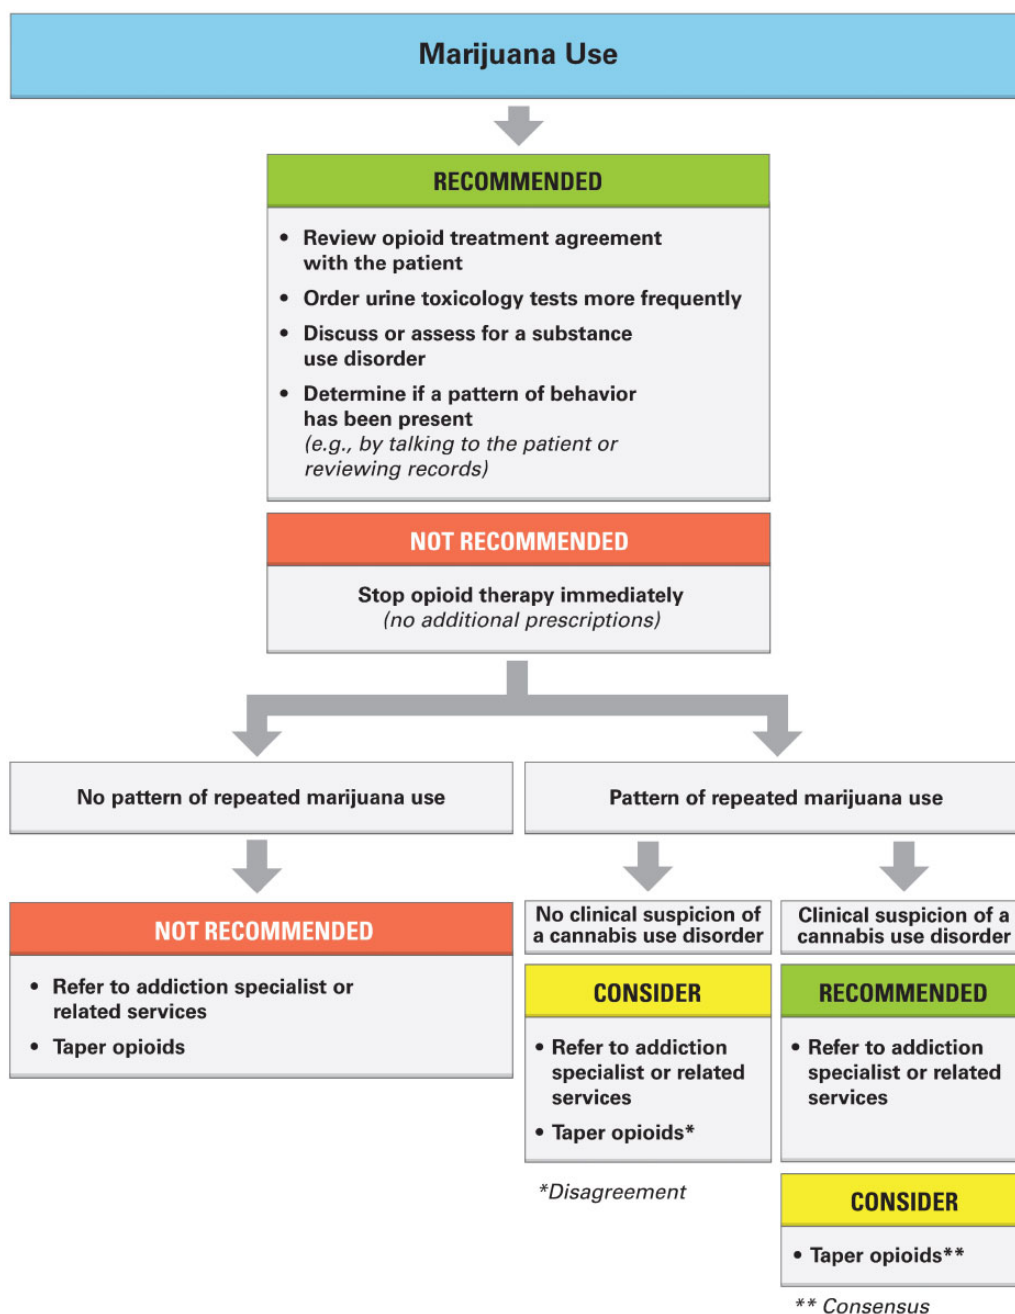 Marijuana Use
RECOMMENDED
• Review opioid treatment agreement
with the patient
• Order urine toxicology tests more frequently
• Discuss or assess for a substance
use disorder
• Determine if a pattern of behavior
has been present
(e.g., by talking to the patient or
reviewing records)
NOT RECOMMENDED
Stop opioid therapy immediately
(no additional prescriptions)
No pattern of repeated marijuana use
NOT RECOMMENDED
• Refer to addiction specialist or
related services
• Taper opioids
Pattern of repeated marijuana use
No clinical suspicion of
a cannabis use disorder
CONSIDER
• Refer to addiction
specialist or related
services
• Taper opioids*
*Disagreement
Clinical suspicion of a
cannabis use disorder
RECOMMENDED
• Refer to addiction
specialist or related
services
CONSIDER
• Taper opioids**
** Consensus